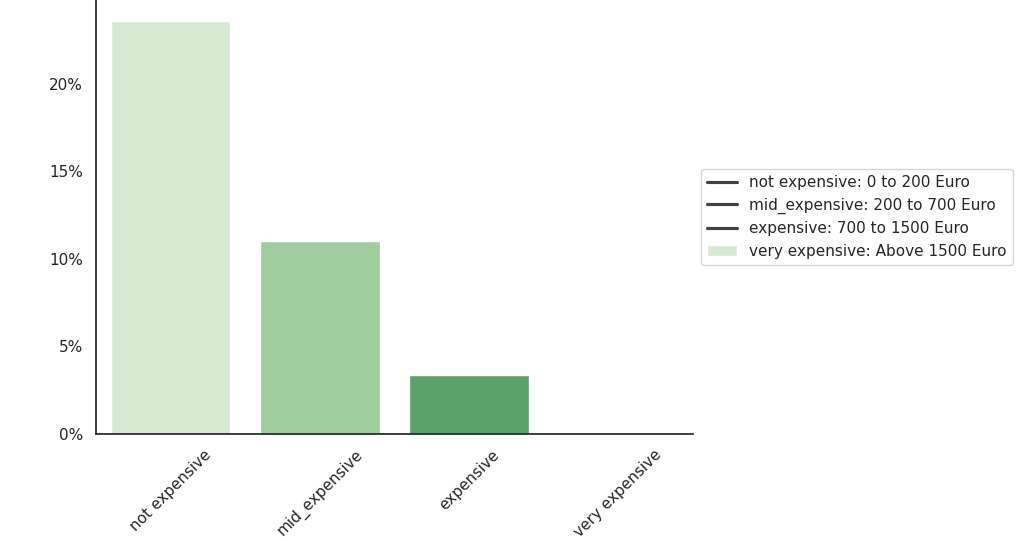 20%
15%
10%
5%
0%
not expensive
mid_expensive
expensive
very expensive
not expensive: 0 to 200 Euro
mid_expensive: 200 to 700 Euro
expensive: 700 to 1500 Euro
very expensive: Above 1500 Euro